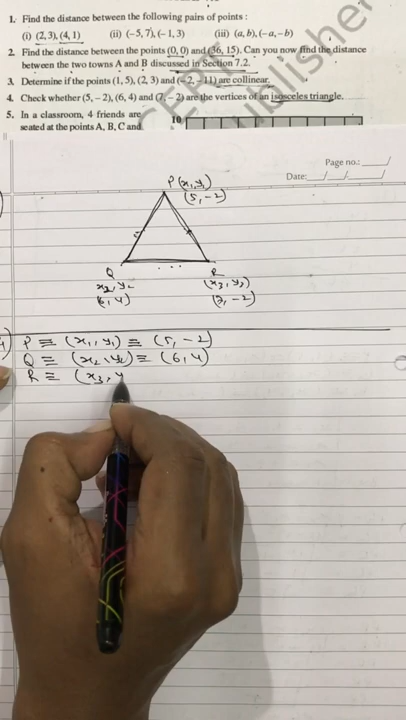 1. Find the distance between the following pairs of points :
(i) (2, 3), (4, 1) (ii) (–5, 7), (–1, 3) (iii) (a, b), (–a, –b)
2. Find the distance between the points (0, 0) and (36, 15). Can you now find the distance
between the two towns A and B discussed in Section 7.2.
3. Determine if the points (1, 5), (2, 3) and (–2, –11) are collinear.
4. Check whether (5, – 2), (6, 4) and (7, – 2) are the vertices of an isosceles triangle.
5. In a classroom, 4 friends are
seated at the points A, B, C and
10
Publisher
Page no.:
Date: / /
P (x₁, y₁)
(5, -2)
Q R
x₂, y₂ (x₃, y₃)
(6, 4) (7, -2)
4) P ≡ (x₁, y₁) ≡ (5, -2)
Q ≡ (x₂, y₂) ≡ (6, 4)
R ≡ (x₃, y